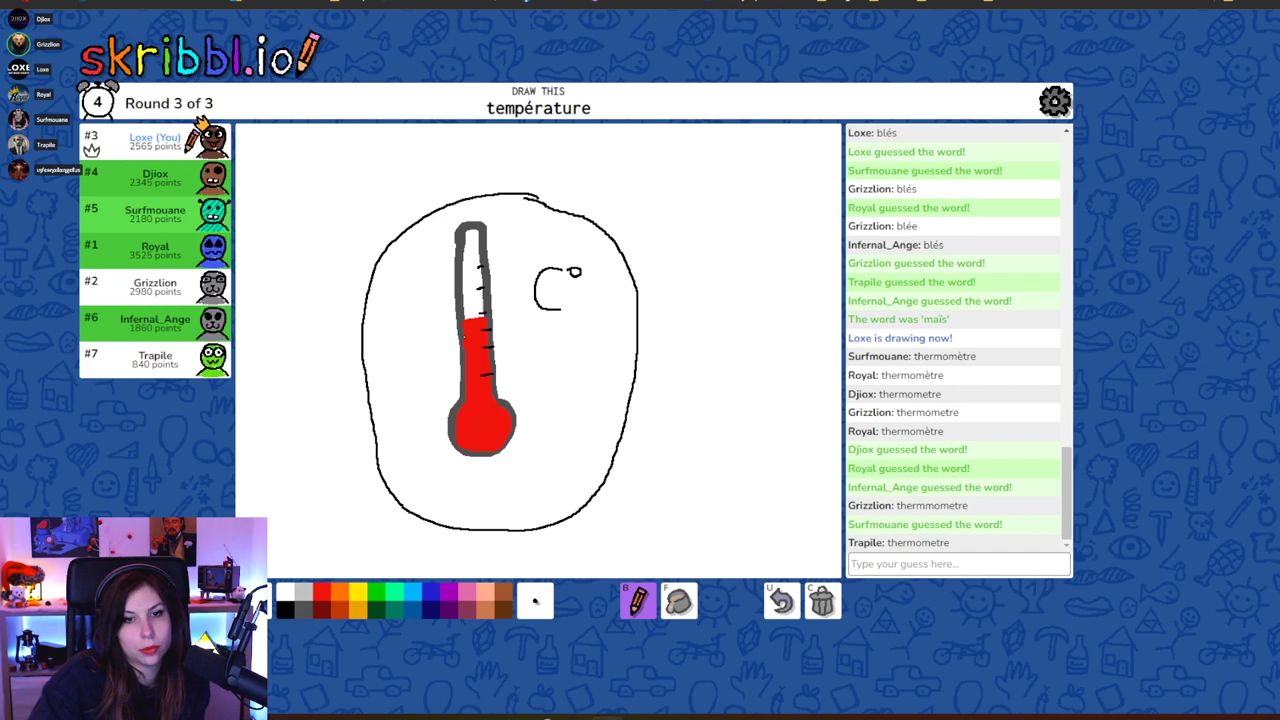 Djiox
Grizzlion
LOXE Loxe
Royal
Surfmouane
Trapile
skribbl.io
4
Round 3 of 3
DRAW THIS
température
#3 Loxe (You)
2565 points
#4 Djiox
2345 points
#5 Surfmouane
2180 points
#1 Royal
3525 points
#2 Grizzlion
2980 points
#6 Infernal_Ange
1860 points
#7 Trapile
840 points
C°
Loxe: blés
Loxe guessed the word!
Surfmouane guessed the word!
Grizzlion: blés
Royal guessed the word!
Grizzlion: blée
Infernal_Ange: blés
Grizzlion guessed the word!
Trapile guessed the word!
Infernal_Ange guessed the word!
The word was 'maïs'
Loxe is drawing now!
Surfmouane: thermomètre
Royal: thermomètre
Djiox: thermometre
Grizzlion: thermometre
Royal: thermomètre
Djiox guessed the word!
Royal guessed the word!
Infernal_Ange guessed the word!
Grizzlion: thermmometre
Surfmouane guessed the word!
Trapile: thermometre
Type your guess here...
B
F
U
C